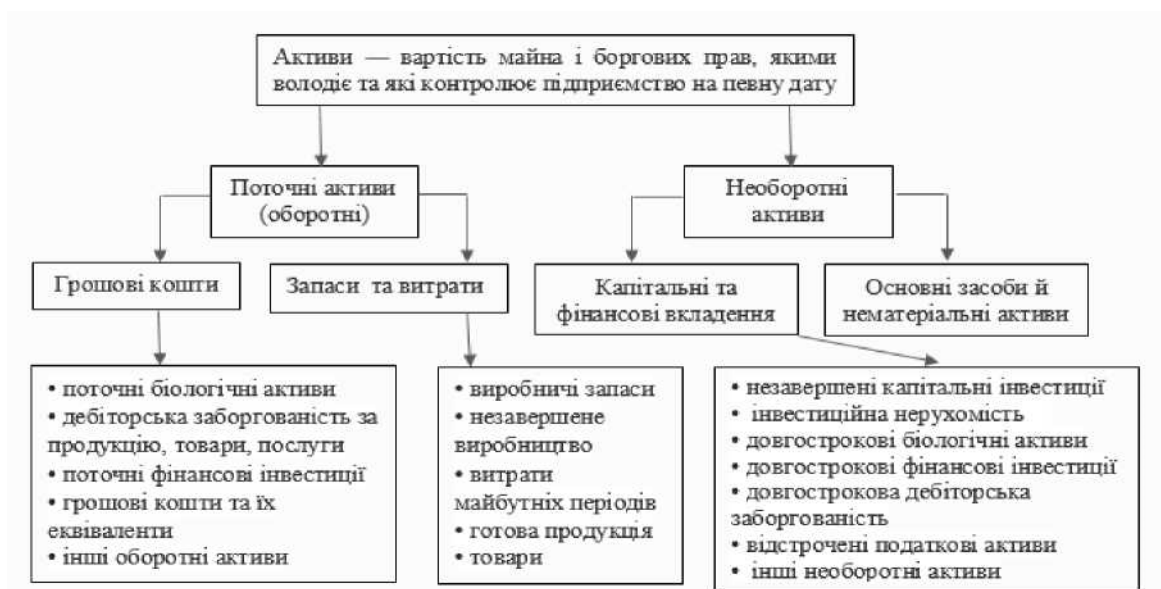 Активи — вартість майна і боргових прав, якими
володіє та які контролює підприємство на певну дату
Поточні активи
(оборотні)
Необоротні
активи
Грошові кошти
Запаси та витрати
Капітальні та
фінансові вкладення
Основні засоби й
нематеріальні активи
• поточні біологічні активи
• дебіторська заборгованість за
продукцію, товари, послуги
• поточні фінансові інвестиції
• грошові кошти та їх
еквіваленти
• інші оборотні активи
• виробничі запаси
• незавершене
виробництво
• витрати
майбутніх періодів
• готова продукція
• товари
• незавершені капітальні інвестиції
• інвестиційна нерухомість
• довгострокові біологічні активи
• довгострокові фінансові інвестиції
• довгострокова дебіторська
заборгованість
• відстрочені податкові активи
• інші необоротні активи